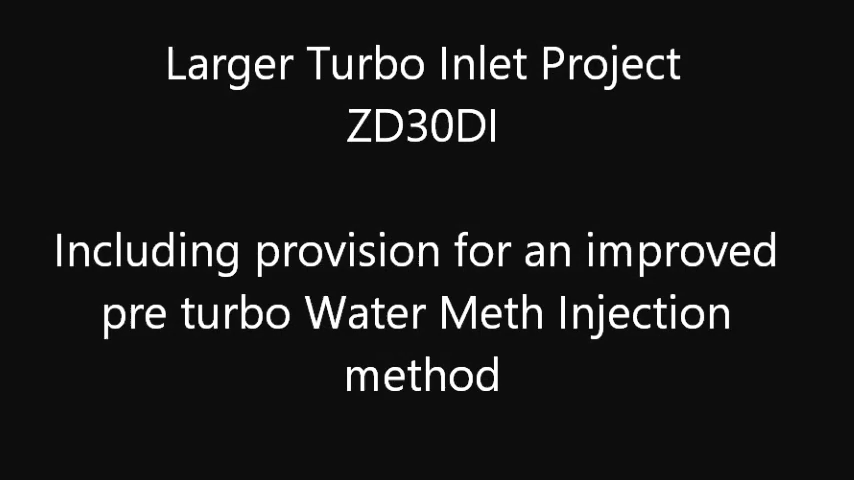 Larger Turbo Inlet Project
ZD30DI
Including provision for an improved
pre turbo Water Meth Injection
method